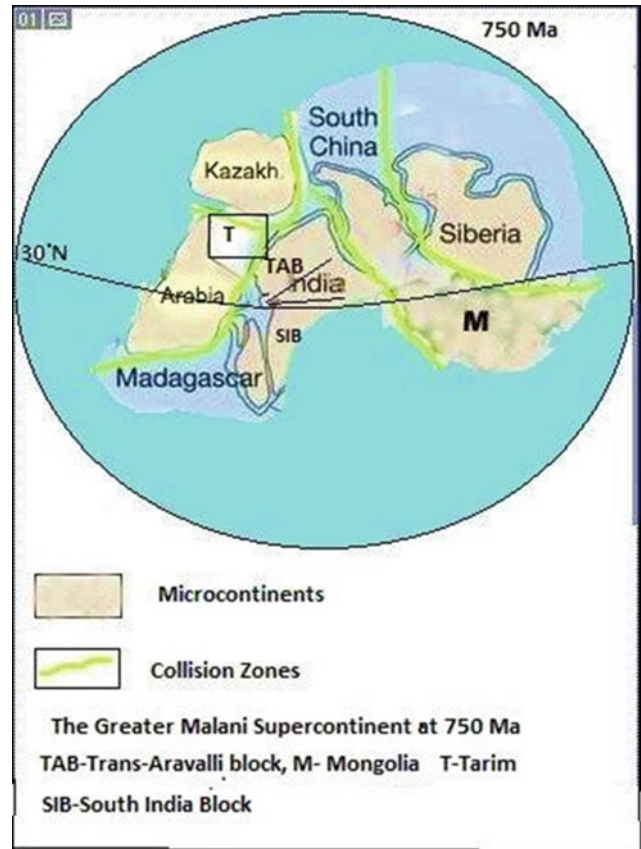 01
750 Ma
South
China
Kazakh.
Siberia
T
30°N
TAB
India
Arabia
M
SIB
Madagascar
Microcontinents
Collision Zones
The Greater Malani Supercontinent at 750 Ma
TAB-Trans-Aravalli block, M- Mongolia T-Tarim
SIB-South India Block